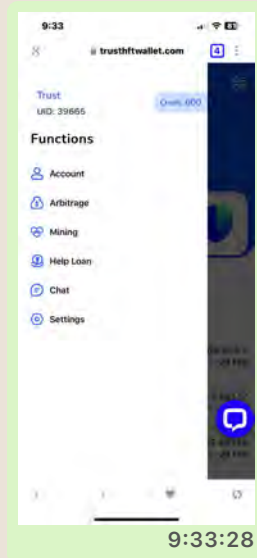 9:33
trusthftwallet.com
4
Trust
UID: 39665
Credit: 600
Functions
Account
Arbitrage
Mining
Help Loan
Chat
Settings
9:33:28